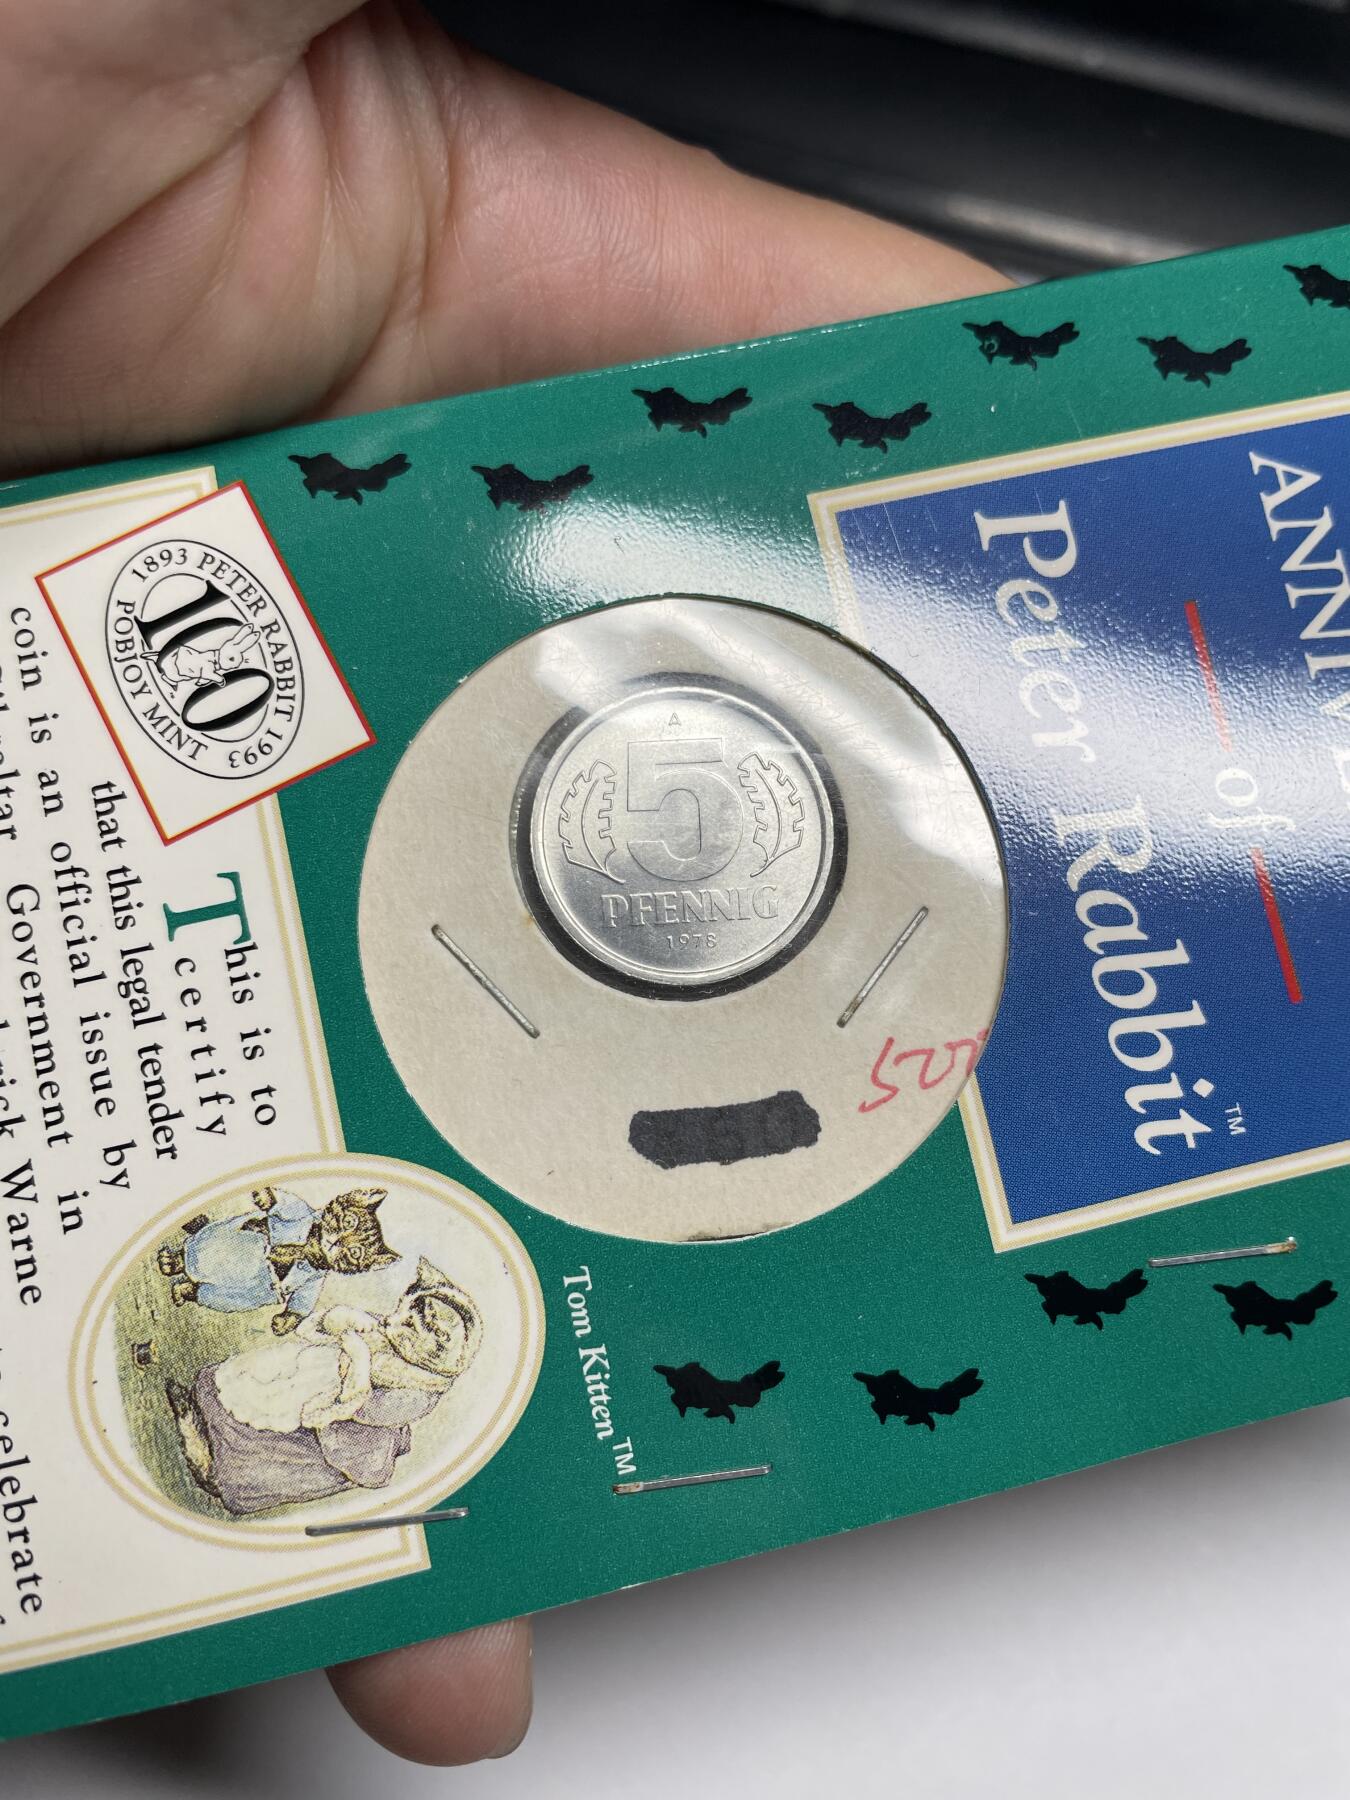 ANNIVE
of
Peter Rabbit™
A
5
PFENNIG
1978
1893 PETER RABBIT 1993
100
POBJOY MINT
This is to
certify
that this legal tender
coin is an official issue by
Government in
Warne
celebrate
Tom Kitten™